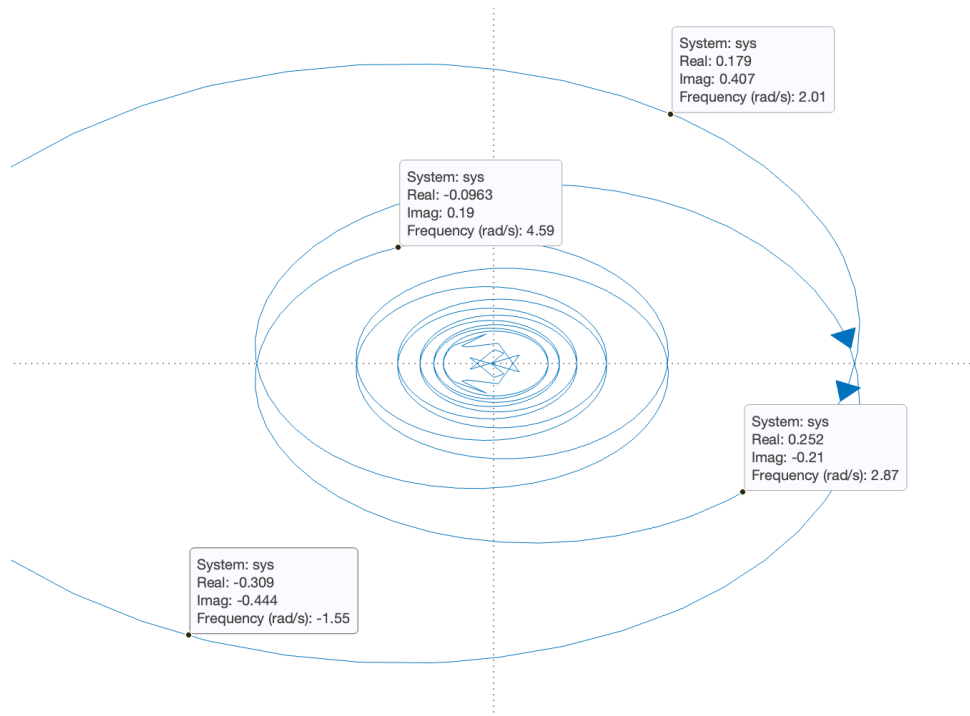 System: sys
Real: 0.179
Imag: 0.407
Frequency (rad/s): 2.01
System: sys
Real: -0.0963
Imag: 0.19
Frequency (rad/s): 4.59
System: sys
Real: 0.252
Imag: -0.21
Frequency (rad/s): 2.87
System: sys
Real: -0.309
Imag: -0.444
Frequency (rad/s): -1.55